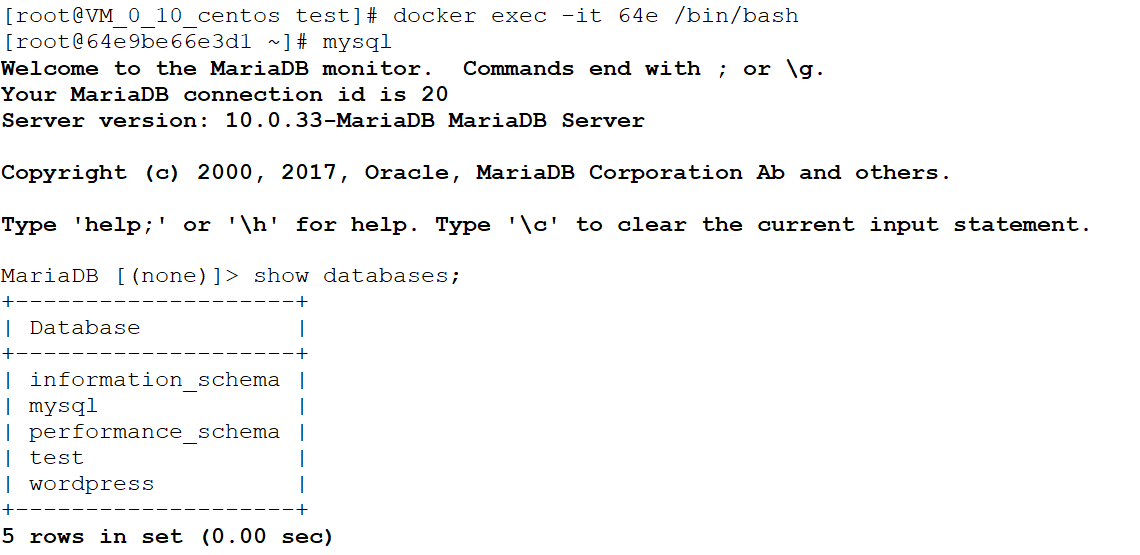 [root@VM_0_10_centos test]# docker exec -it 64e /bin/bash
[root@64e9be66e3d1 ~]# mysql
Welcome to the MariaDB monitor.  Commands end with ; or \g.
Your MariaDB connection id is 20
Server version: 10.0.33-MariaDB MariaDB Server

Copyright (c) 2000, 2017, Oracle, MariaDB Corporation Ab and others.

Type 'help;' or '\h' for help. Type '\c' to clear the current input statement.

MariaDB [(none)]> show databases;
+--------------------+
| Database           |
+--------------------+
| information_schema |
| mysql              |
| performance_schema |
| test               |
| wordpress          |
+--------------------+
5 rows in set (0.00 sec)